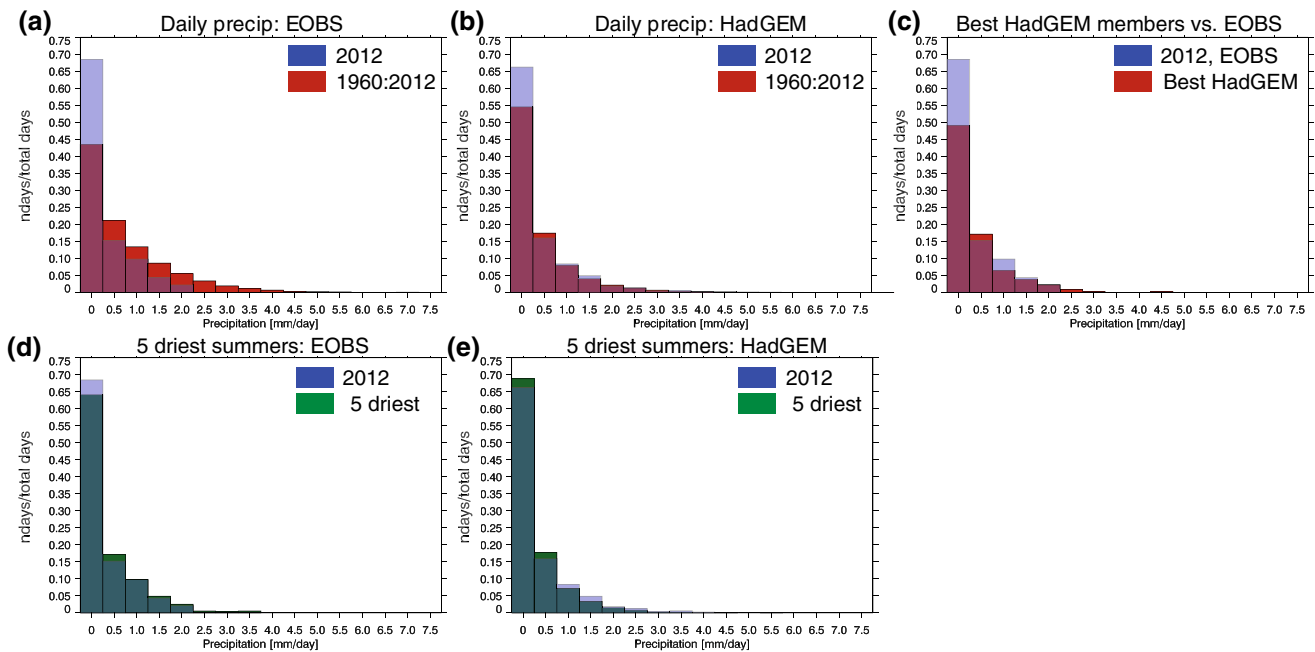 (a)
Daily precip: EOBS
0.75
0.70
0.65
0.60
0.55
0.50
0.45
0.40
0.35
0.30
0.25
0.20
0.15
0.10
0.05
0
ndays/total days
2012
1960:2012
0 0.5 1.0 1.5 2.0 2.5 3.0 3.5 4.0 4.5 5.0 5.5 6.0 6.5 7.0 7.5
Precipitation [mm/day]
(b)
Daily precip: HadGEM
0.75
0.70
0.65
0.60
0.55
0.50
0.45
0.40
0.35
0.30
0.25
0.20
0.15
0.10
0.05
0
ndays/total days
2012
1960:2012
0 0.5 1.0 1.5 2.0 2.5 3.0 3.5 4.0 4.5 5.0 5.5 6.0 6.5 7.0 7.5
Precipitation [mm/day]
(c)
Best HadGEM members vs. EOBS
0.75
0.70
0.65
0.60
0.55
0.50
0.45
0.40
0.35
0.30
0.25
0.20
0.15
0.10
0.05
0
ndays/total days
2012, EOBS
Best HadGEM
0 0.5 1.0 1.5 2.0 2.5 3.0 3.5 4.0 4.5 5.0 5.5 6.0 6.5 7.0 7.5
Precipitation [mm/day]
(d)
5 driest summers: EOBS
0.75
0.70
0.65
0.60
0.55
0.50
0.45
0.40
0.35
0.30
0.25
0.20
0.15
0.10
0.05
0
ndays/total days
2012
5 driest
0 0.5 1.0 1.5 2.0 2.5 3.0 3.5 4.0 4.5 5.0 5.5 6.0 6.5 7.0 7.5
Precipitation [mm/day]
(e)
5 driest summers: HadGEM
0.75
0.70
0.65
0.60
0.55
0.50
0.45
0.40
0.35
0.30
0.25
0.20
0.15
0.10
0.05
0
ndays/total days
2012
5 driest
0 0.5 1.0 1.5 2.0 2.5 3.0 3.5 4.0 4.5 5.0 5.5 6.0 6.5 7.0 7.5
Precipitation [mm/day]